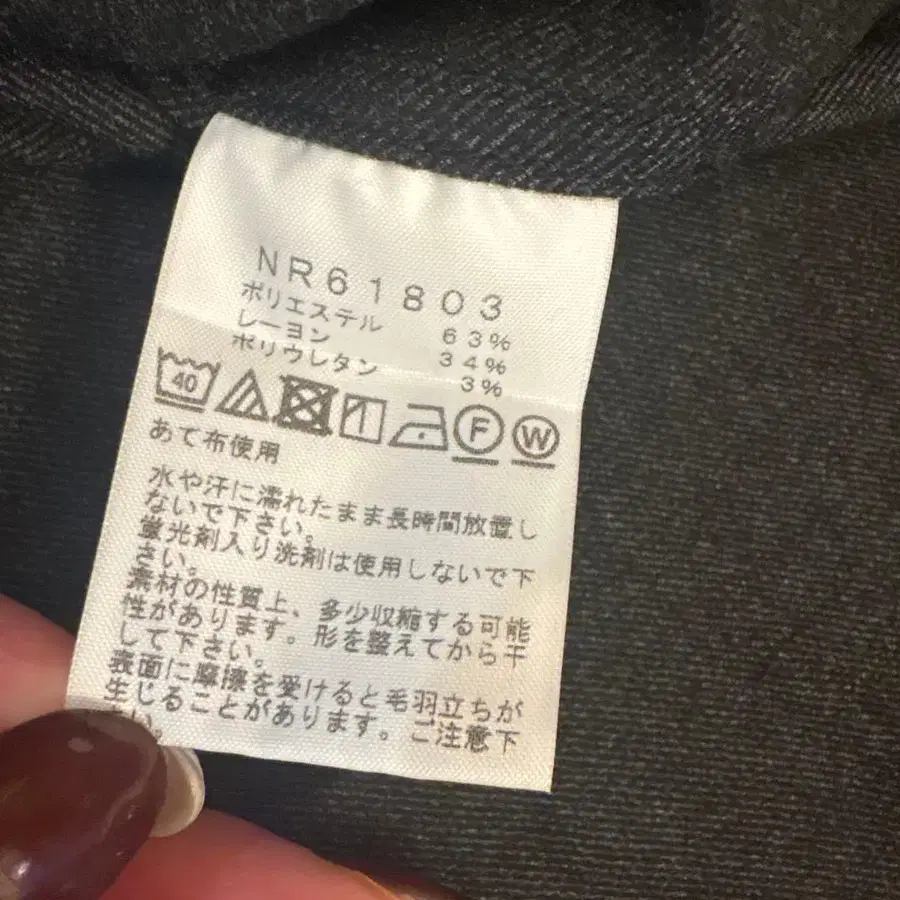 NR61803
ポリエステル 63%
レーヨン 34%
ポリウレタン 3%
40 F W
あて布使用
水や汗に濡れたまま長時間放置し
ないで下さい。
蛍光剤入り洗剤は使用しないで下
さい。
素材の性質上、多少収縮する可能
性があります。形を整えてから干
して下さい。
表面に摩擦を受けると毛羽立ちが
生じることがあります。ご注意下
さい。